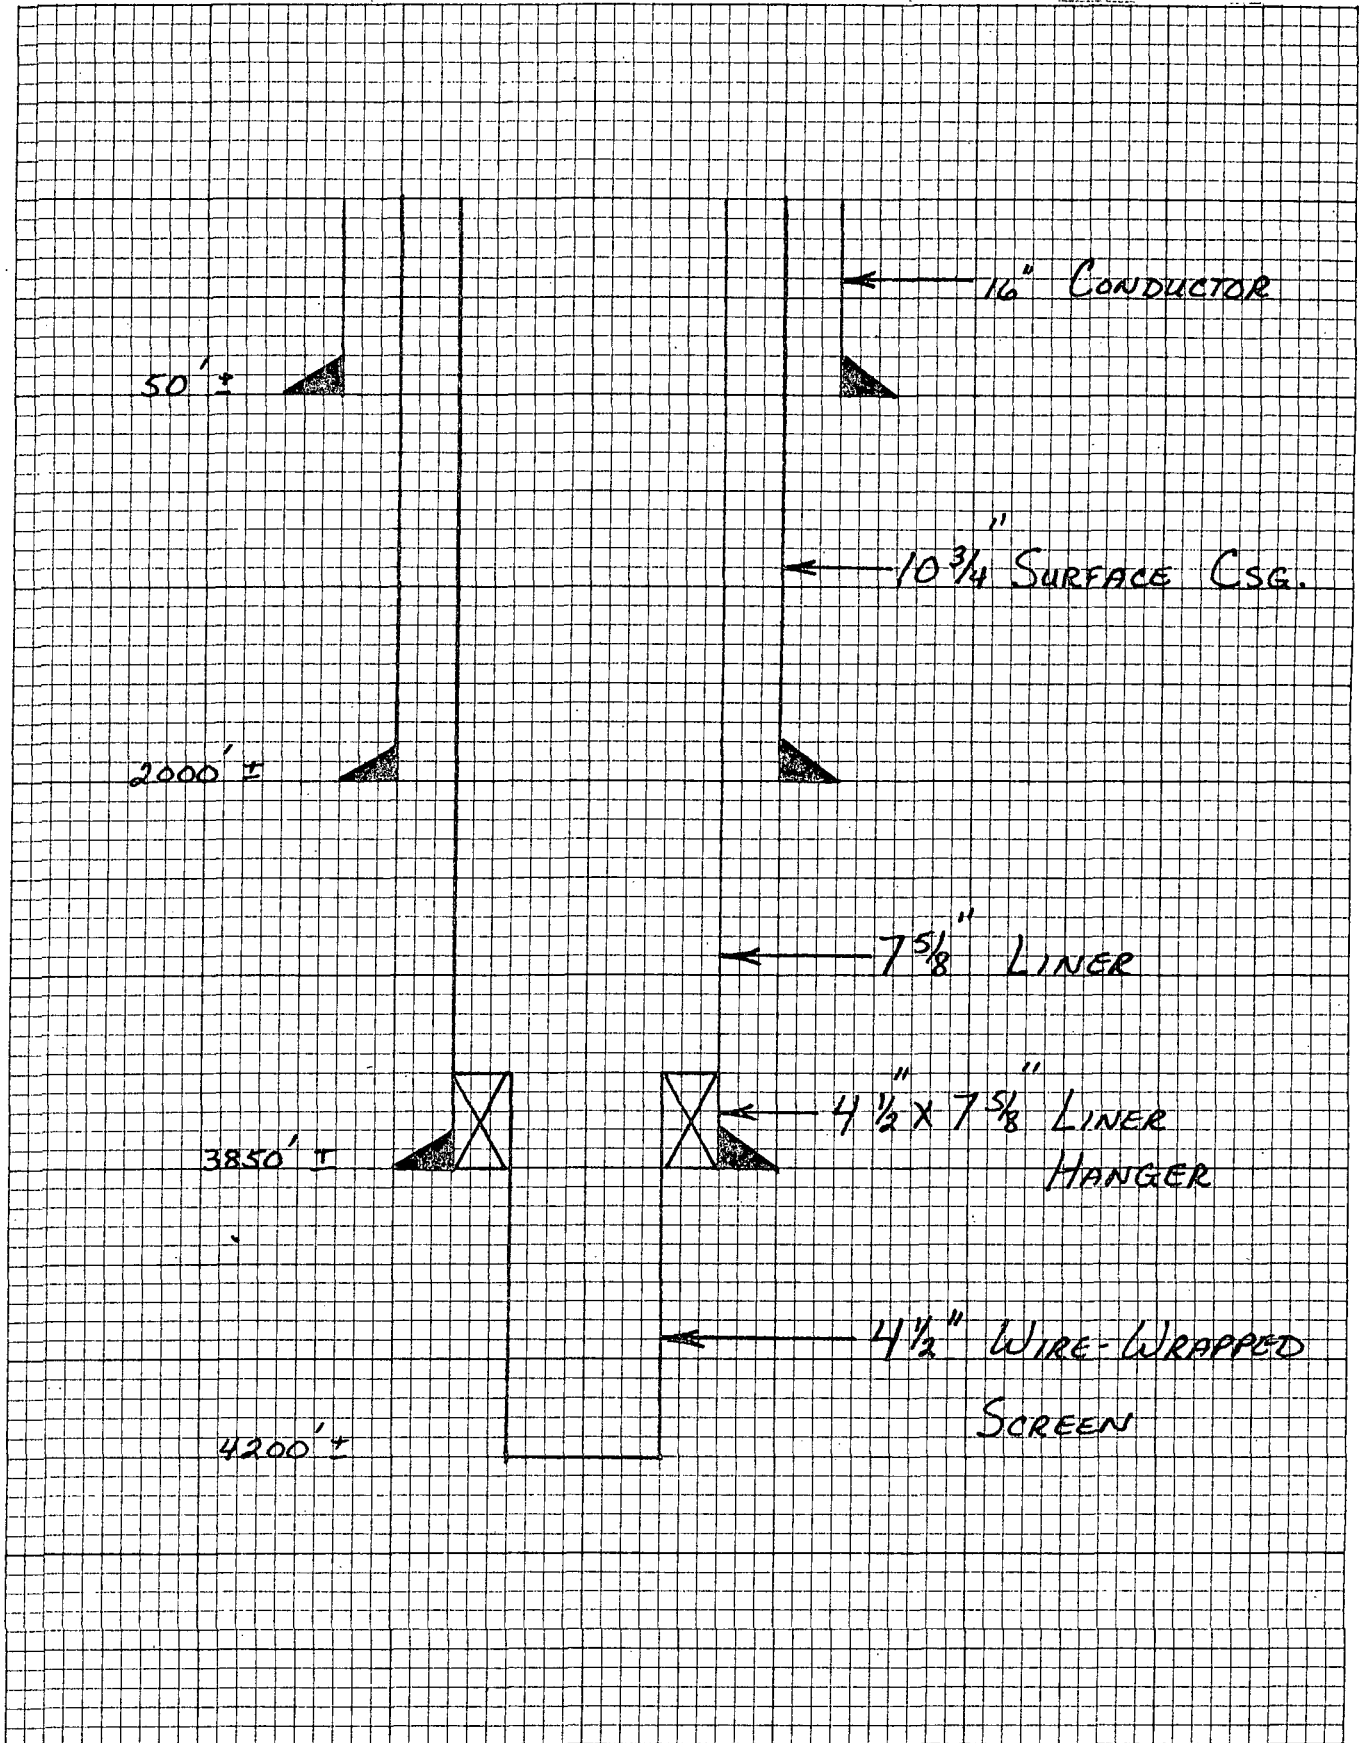 16" CONDUCTOR
50' ±
10 3/4" SURFACE CSG.
2000' ±
7 5/8" LINER
4 1/2" X 7 5/8" LINER
HANGER
3850' ±
4 1/2" WIRE-WRAPPED
SCREEN
4200' ±